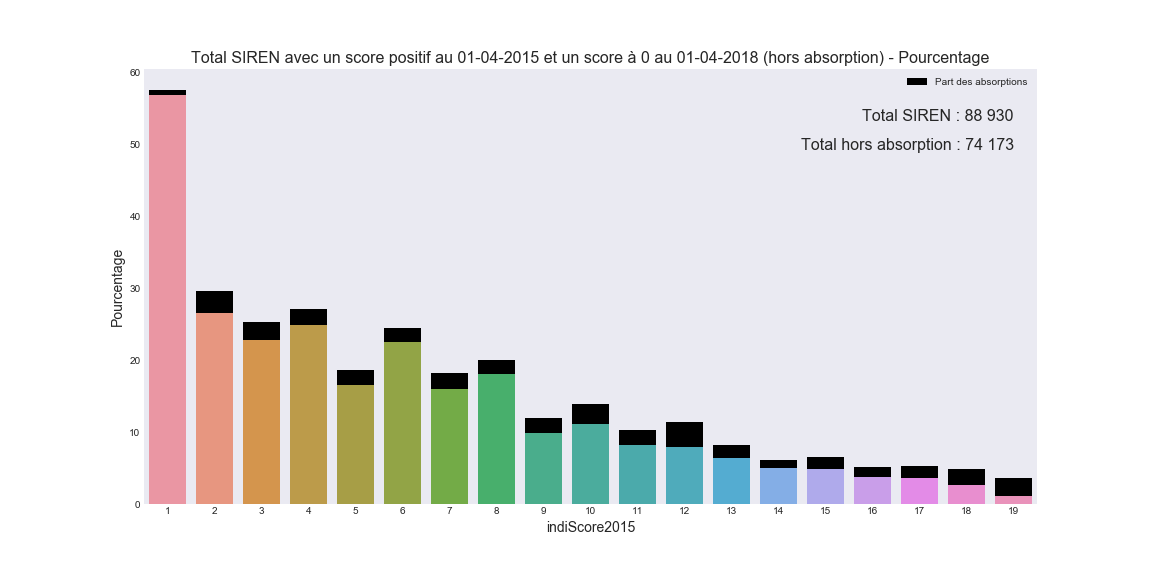 Total SIREN avec un score positif au 01-04-2015 et un score à 0 au 01-04-2018 (hors absorption) - Pourcentage
Part des absorptions
Total SIREN : 88 930
Total hors absorption : 74 173
Pourcentage
60
50
40
30
20
10
0
1 2 3 4 5 6 7 8 9 10 11 12 13 14 15 16 17 18 19
indiScore2015